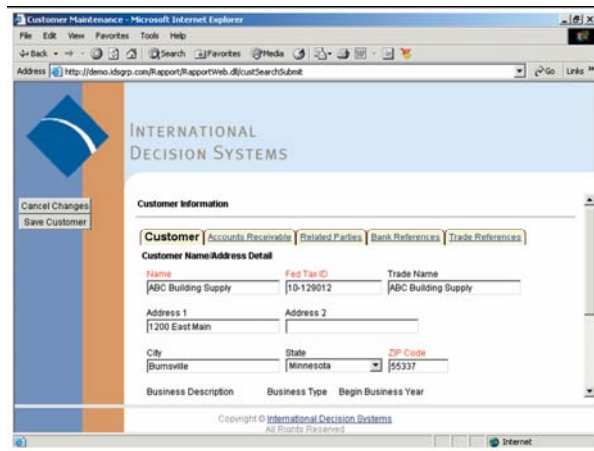 Customer Maintenance - Microsoft Internet Explorer
File Edit View Favorites Tools Help
Back Search Favorites Media
Address http://demo.idsgrp.com/Rapport/RapportWeb.dll/custSearchSubmit Go Links
INTERNATIONAL
DECISION SYSTEMS
Cancel Changes
Save Customer
Customer Information
Customer Accounts Receivable Related Parties Bank References Trade References
Customer Name/Address Detail
Name Fed Tax ID Trade Name
ABC Building Supply 10-129012 ABC Building Supply
Address 1 Address 2
1200 East Main
City State ZIP Code
Burnsville Minnesota 55337
Business Description Business Type Begin Business Year
Copyright © International Decision Systems
All Rights Reserved
Internet